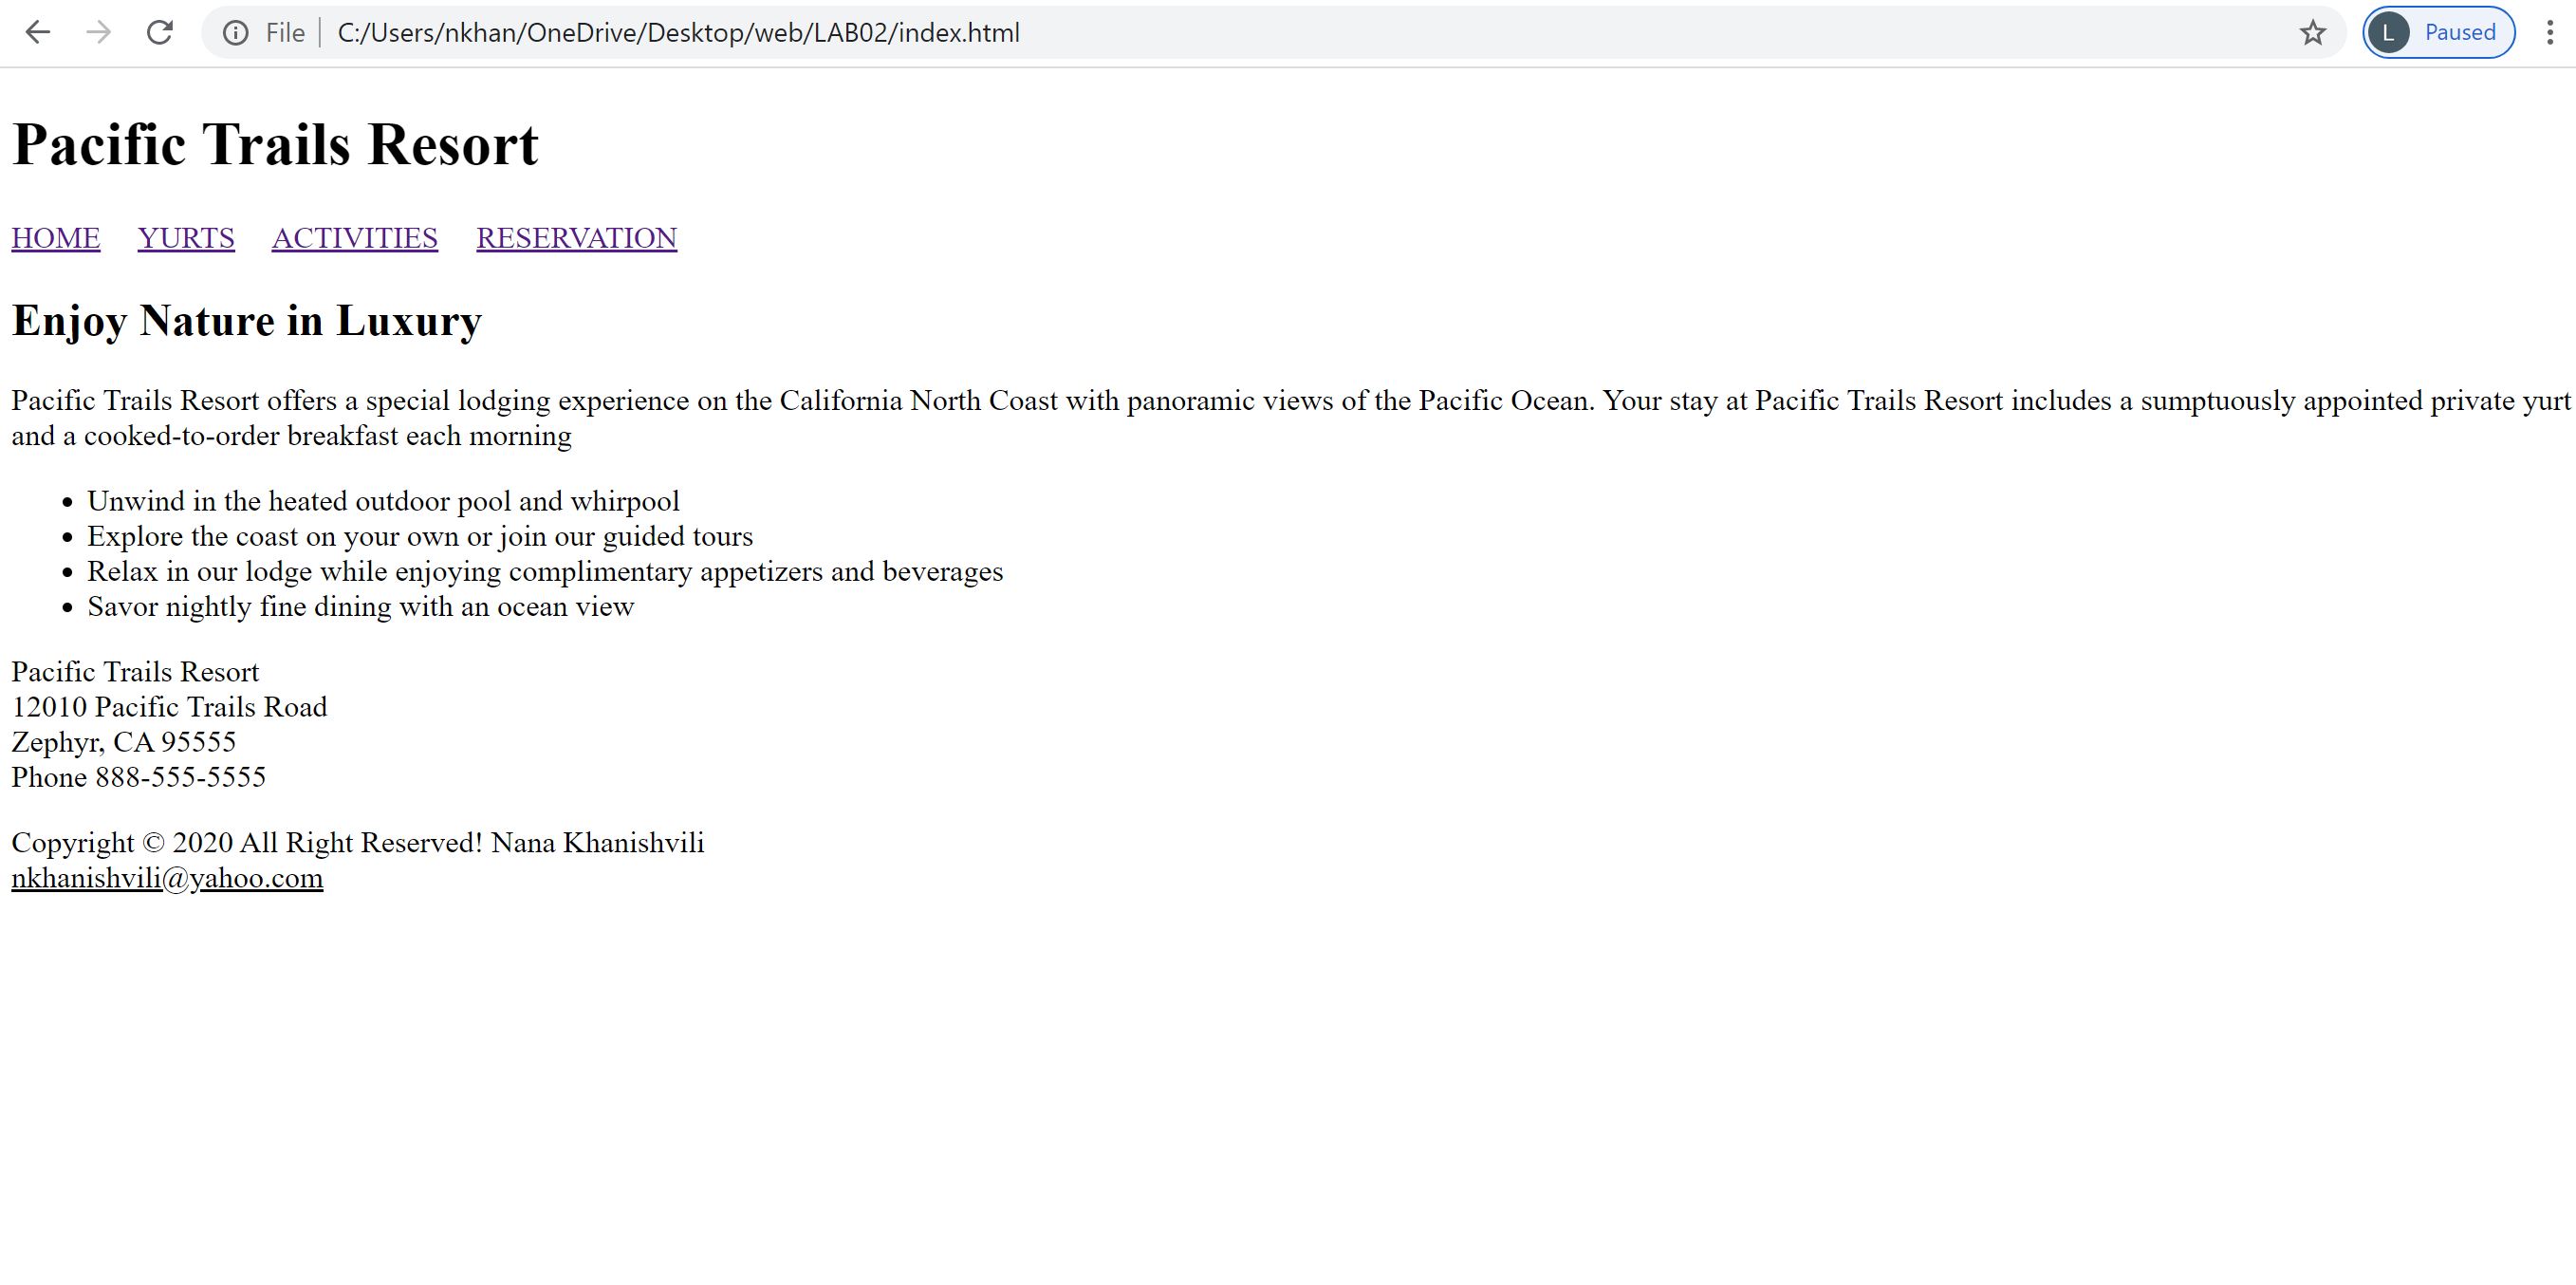 File C:/Users/nkhan/OneDrive/Desktop/web/LAB02/index.html L Paused
Pacific Trails Resort
HOME YURTS ACTIVITIES RESERVATION
Enjoy Nature in Luxury
Pacific Trails Resort offers a special lodging experience on the California North Coast with panoramic views of the Pacific Ocean. Your stay at Pacific Trails Resort includes a sumptuously appointed private yurt
and a cooked-to-order breakfast each morning
• Unwind in the heated outdoor pool and whirpool
• Explore the coast on your own or join our guided tours
• Relax in our lodge while enjoying complimentary appetizers and beverages
• Savor nightly fine dining with an ocean view
Pacific Trails Resort
12010 Pacific Trails Road
Zephyr, CA 95555
Phone 888-555-5555
Copyright © 2020 All Right Reserved! Nana Khanishvili
nkhanishvili@yahoo.com